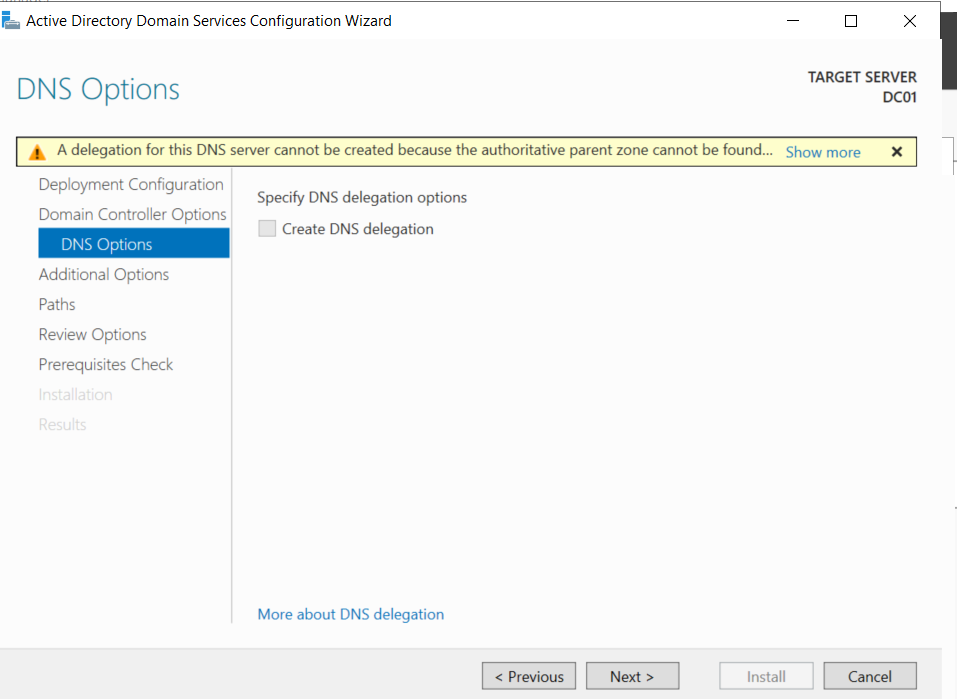 Active Directory Domain Services Configuration Wizard
DNS Options
TARGET SERVER
DC01
A delegation for this DNS server cannot be created because the authoritative parent zone cannot be found... Show more
Deployment Configuration
Domain Controller Options
DNS Options
Additional Options
Paths
Review Options
Prerequisites Check
Installation
Results
Specify DNS delegation options
Create DNS delegation
More about DNS delegation
< Previous
Next >
Install
Cancel